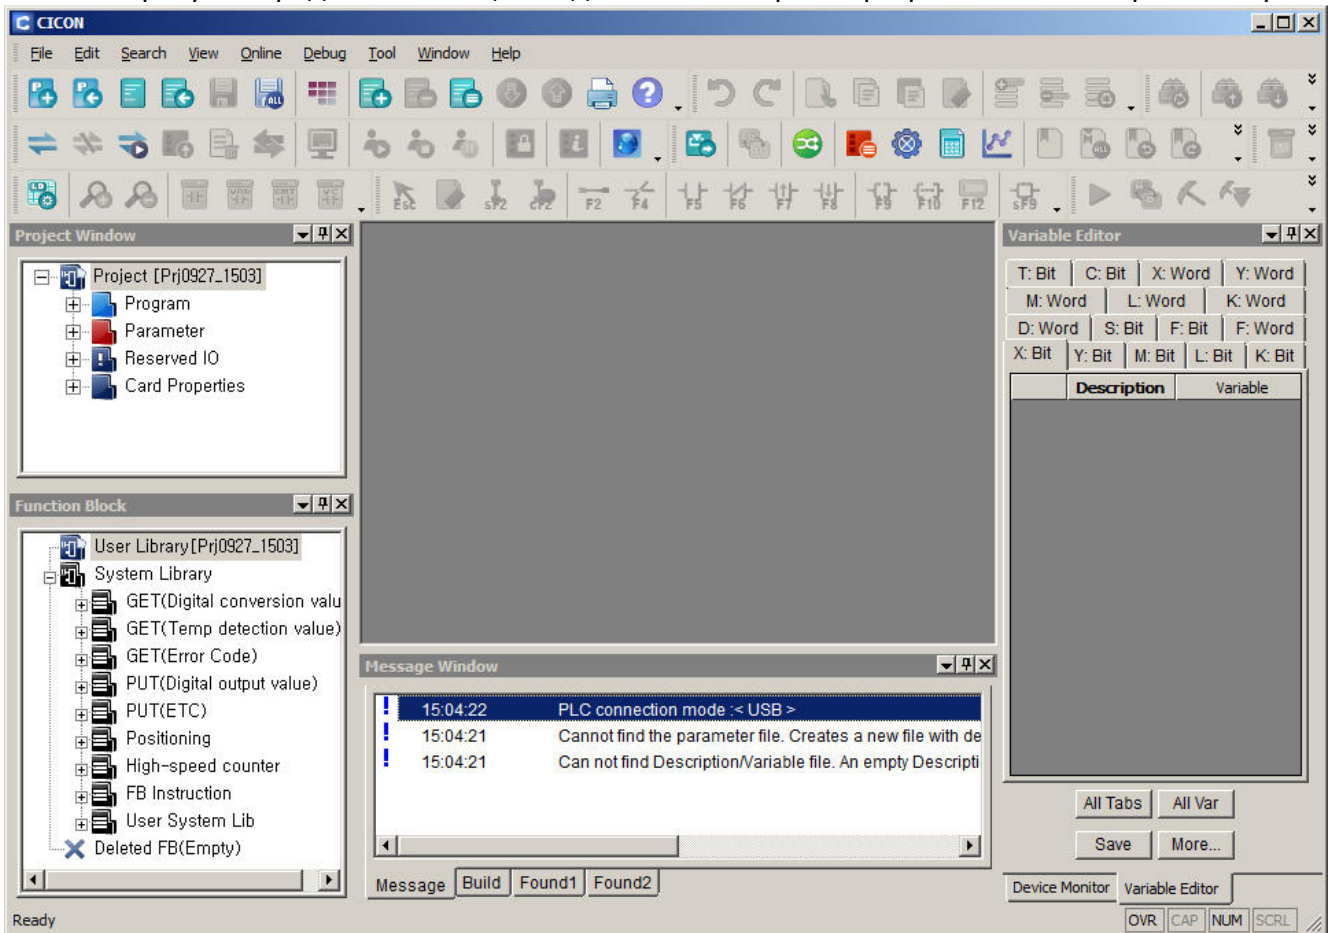 CICON
File Edit Search View Online Debug Tool Window Help
ALL
M ALL
LD
VAR
CMT
Esc sF2 cF2 F2 F4 F5 F6 F7 F8 F9 F10 F12 sF9
Project Window
Project [Prj0927_1503]
Program
Parameter
Reserved IO
Card Properties
Function Block
User Library[Prj0927_1503]
System Library
GET(Digital conversion valu
GET(Temp detection value)
GET(Error Code)
PUT(Digital output value)
PUT(ETC)
Positioning
High-speed counter
FB Instruction
User System Lib
Deleted FB(Empty)
Message Window
! 15:04:22 PLC connection mode :< USB >
! 15:04:21 Cannot find the parameter file. Creates a new file with de
! 15:04:21 Can not find Description/Variable file. An empty Descripti
Message Build Found1 Found2
Variable Editor
T: Bit C: Bit X: Word Y: Word
M: Word L: Word K: Word
D: Word S: Bit F: Bit F: Word
X: Bit Y: Bit M: Bit L: Bit K: Bit
Description Variable
All Tabs All Var
Save More...
Device Monitor Variable Editor
Ready
OVR CAP NUM SCRL